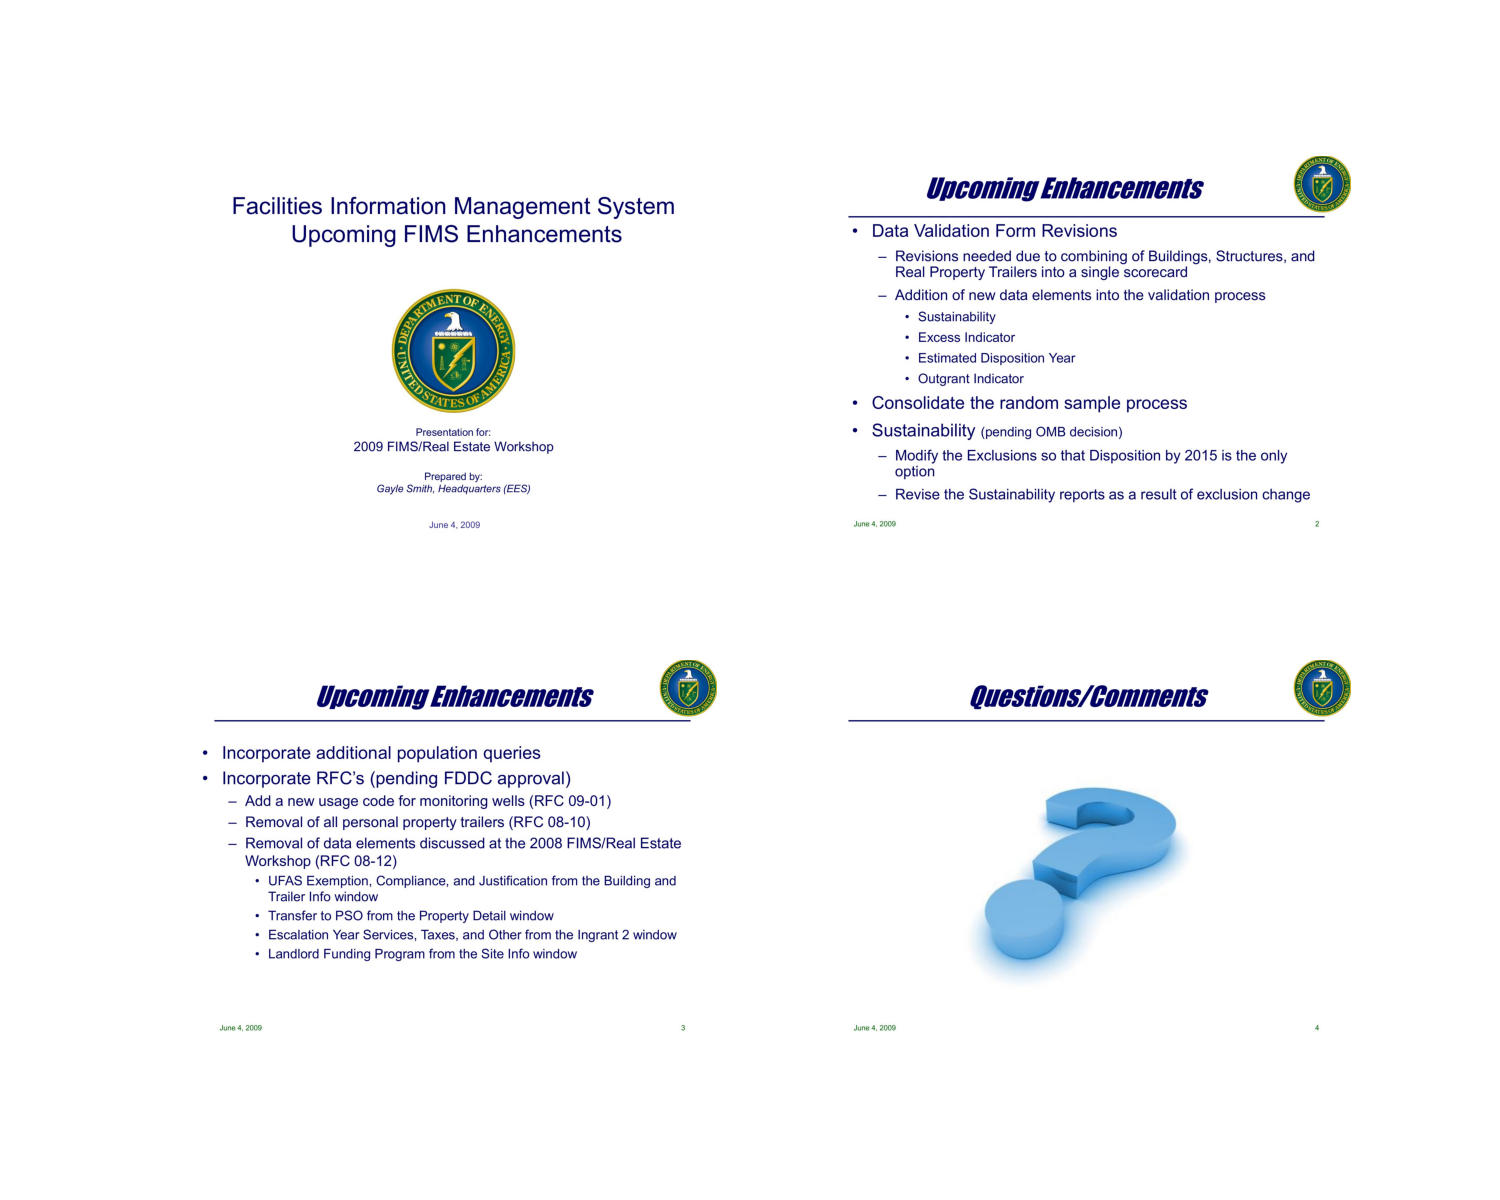 Facilities Information Management System
Upcoming FIMS Enhancements
DEPARTMENT OF ENERGY
UNITED STATES OF AMERICA
Presentation for:
2009 FIMS/Real Estate Workshop
Prepared by:
Gayle Smith, Headquarters (EES)
June 4, 2009
Upcoming Enhancements
• Data Validation Form Revisions
– Revisions needed due to combining of Buildings, Structures, and
Real Property Trailers into a single scorecard
– Addition of new data elements into the validation process
• Sustainability
• Excess Indicator
• Estimated Disposition Year
• Outgrant Indicator
• Consolidate the random sample process
• Sustainability (pending OMB decision)
– Modify the Exclusions so that Disposition by 2015 is the only
option
– Revise the Sustainability reports as a result of exclusion change
June 4, 2009
2
Upcoming Enhancements
• Incorporate additional population queries
• Incorporate RFC's (pending FDDC approval)
– Add a new usage code for monitoring wells (RFC 09-01)
– Removal of all personal property trailers (RFC 08-10)
– Removal of data elements discussed at the 2008 FIMS/Real Estate
Workshop (RFC 08-12)
• UFAS Exemption, Compliance, and Justification from the Building and
Trailer Info window
• Transfer to PSO from the Property Detail window
• Escalation Year Services, Taxes, and Other from the Ingrant 2 window
• Landlord Funding Program from the Site Info window
June 4, 2009
3
Questions/Comments
June 4, 2009
4